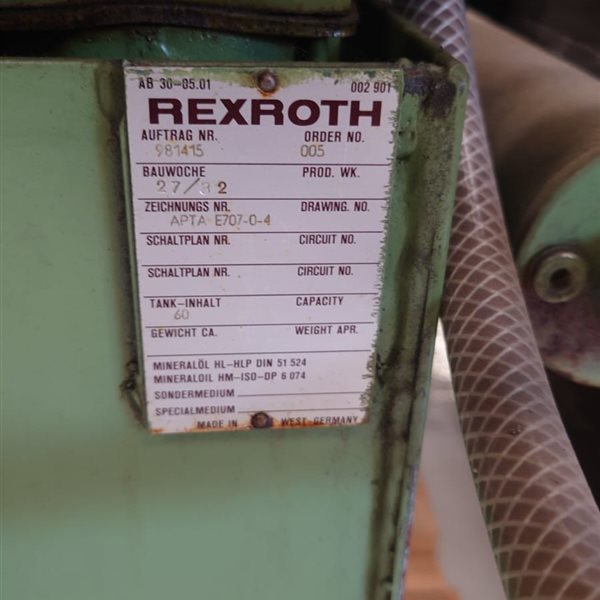 AB 30-05.01 002 901
REXROTH
AUFTRAG NR. ORDER NO.
981415 005
BAUWOCHE PROD. WK.
27/82
ZEICHNUNGS NR. DRAWING. NO.
APTA E707-0-4
SCHALTPLAN NR. CIRCUIT NO.
SCHALTPLAN NR. CIRCUIT NO.
TANK-INHALT CAPACITY
60
GEWICHT CA. WEIGHT APR.
MINERALÖL HL-HLP DIN 51 524
MINERALOIL HM-ISO-DP 6 074
SONDERMEDIUM
SPECIALMEDIUM
MADE IN WEST-GERMANY